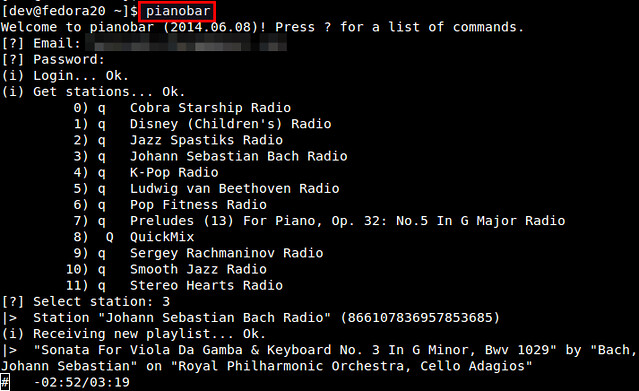 [dev@fedora20 ~]$ pianobar
Welcome to pianobar (2014.06.08)! Press ? for a list of commands.
[?] Email:
[?] Password:
(i) Login... Ok.
(i) Get stations... Ok.
0) q Cobra Starship Radio
1) q Disney (Children's) Radio
2) q Jazz Spastiks Radio
3) q Johann Sebastian Bach Radio
4) q K-Pop Radio
5) q Ludwig van Beethoven Radio
6) q Pop Fitness Radio
7) q Preludes (13) For Piano, Op. 32: No.5 In G Major Radio
8) Q QuickMix
9) q Sergey Rachmaninov Radio
10) q Smooth Jazz Radio
11) q Stereo Hearts Radio
[?] Select station: 3
|> Station "Johann Sebastian Bach Radio" (866107836957853685)
(i) Receiving new playlist... Ok.
|> "Sonata For Viola Da Gamba & Keyboard No. 3 In G Minor, Bwv 1029" by "Bach,
Johann Sebastian" on "Royal Philharmonic Orchestra, Cello Adagios"
# -02:52/03:19